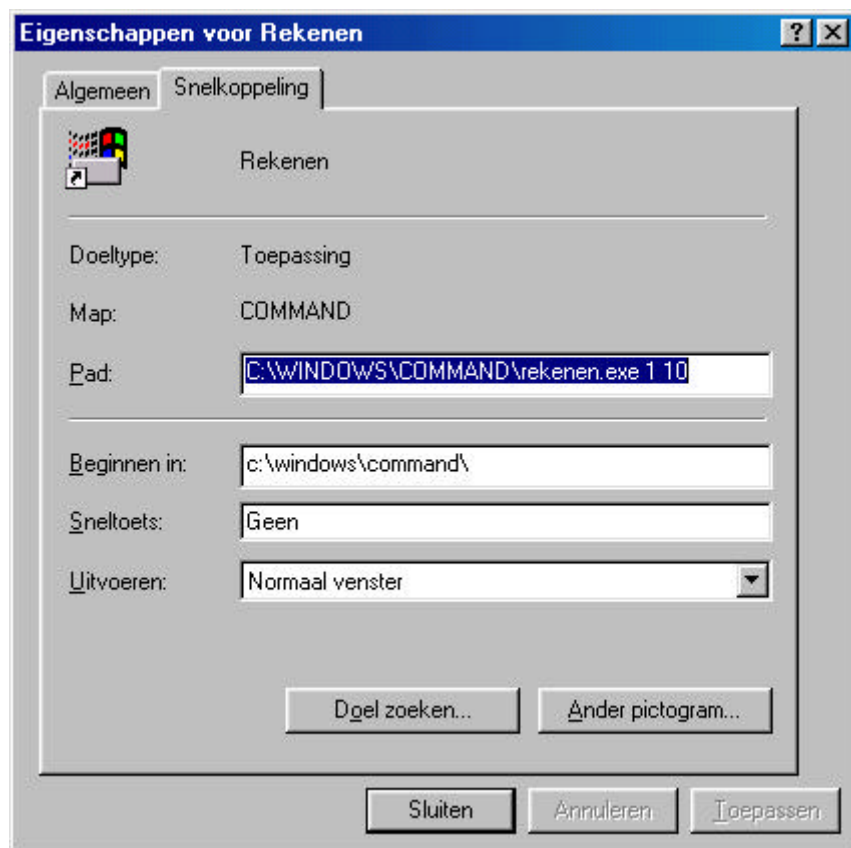 Eigenschappen voor Rekenen
Algemeen Snelkoppeling
Rekenen
Doeltype: Toepassing
Map: COMMAND
Pad: C:\WINDOWS\COMMAND\rekenen.exe 1 10
Beginnen in: c:\windows\command\
Sneltoets: Geen
Uitvoeren: Normaal venster
Doel zoeken... Ander pictogram...
Sluiten Annuleren Toepassen